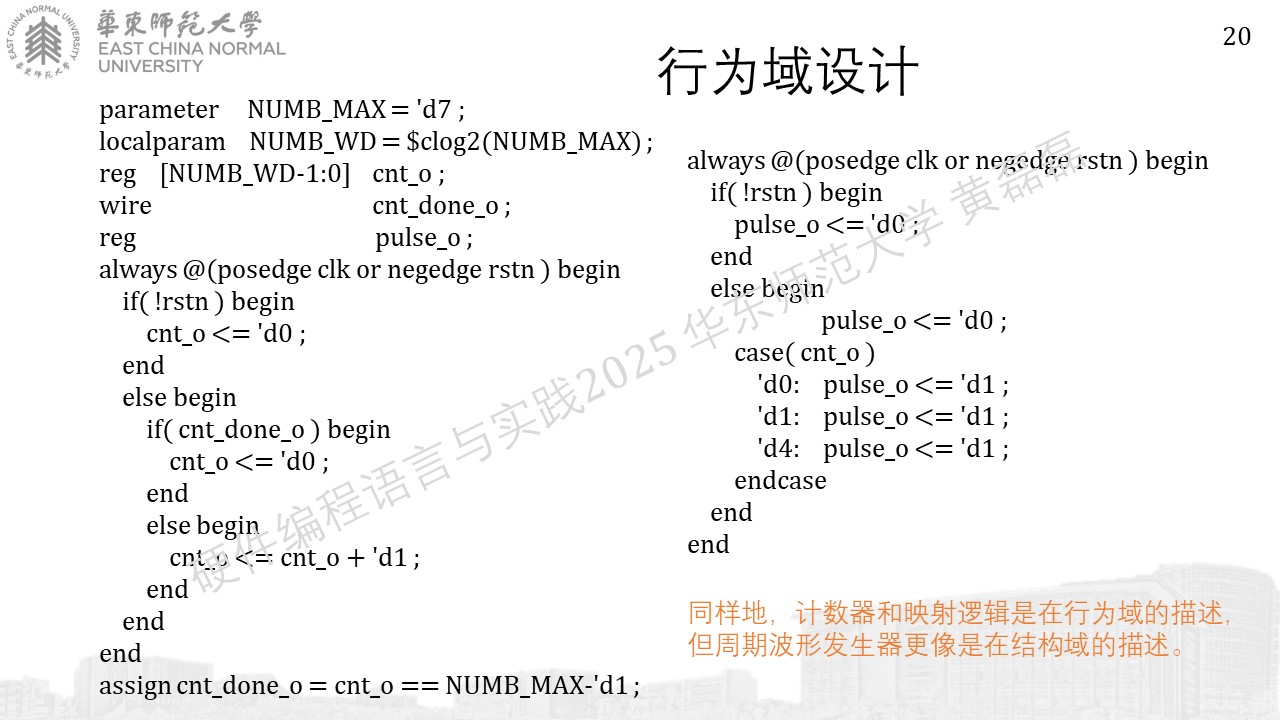 華東師範大學
EAST CHINA NORMAL
UNIVERSITY
EAST CHINA NORMAL UNIVERSITY
華東師範大學
20
行为域设计
parameter NUMB_MAX = 'd7 ;
localparam NUMB_WD = $clog2(NUMB_MAX) ;
reg [NUMB_WD-1:0] cnt_o ;
wire cnt_done_o ;
reg pulse_o ;
always @(posedge clk or negedge rstn ) begin
if( !rstn ) begin
cnt_o <= 'd0 ;
end
else begin
if( cnt_done_o ) begin
cnt_o <= 'd0 ;
end
else begin
cnt_o <= cnt_o + 'd1 ;
end
end
end
assign cnt_done_o = cnt_o == NUMB_MAX-'d1 ;
always @(posedge clk or negedge rstn ) begin
if( !rstn ) begin
pulse_o <= 'd0 ;
end
else begin
pulse_o <= 'd0 ;
case( cnt_o )
'd0: pulse_o <= 'd1 ;
'd1: pulse_o <= 'd1 ;
'd4: pulse_o <= 'd1 ;
endcase
end
end
同样地，计数器和映射逻辑是在行为域的描述，
但周期波形发生器更像是在结构域的描述。
硬件编程语言与实践2025 华东师范大学 黄磊磊